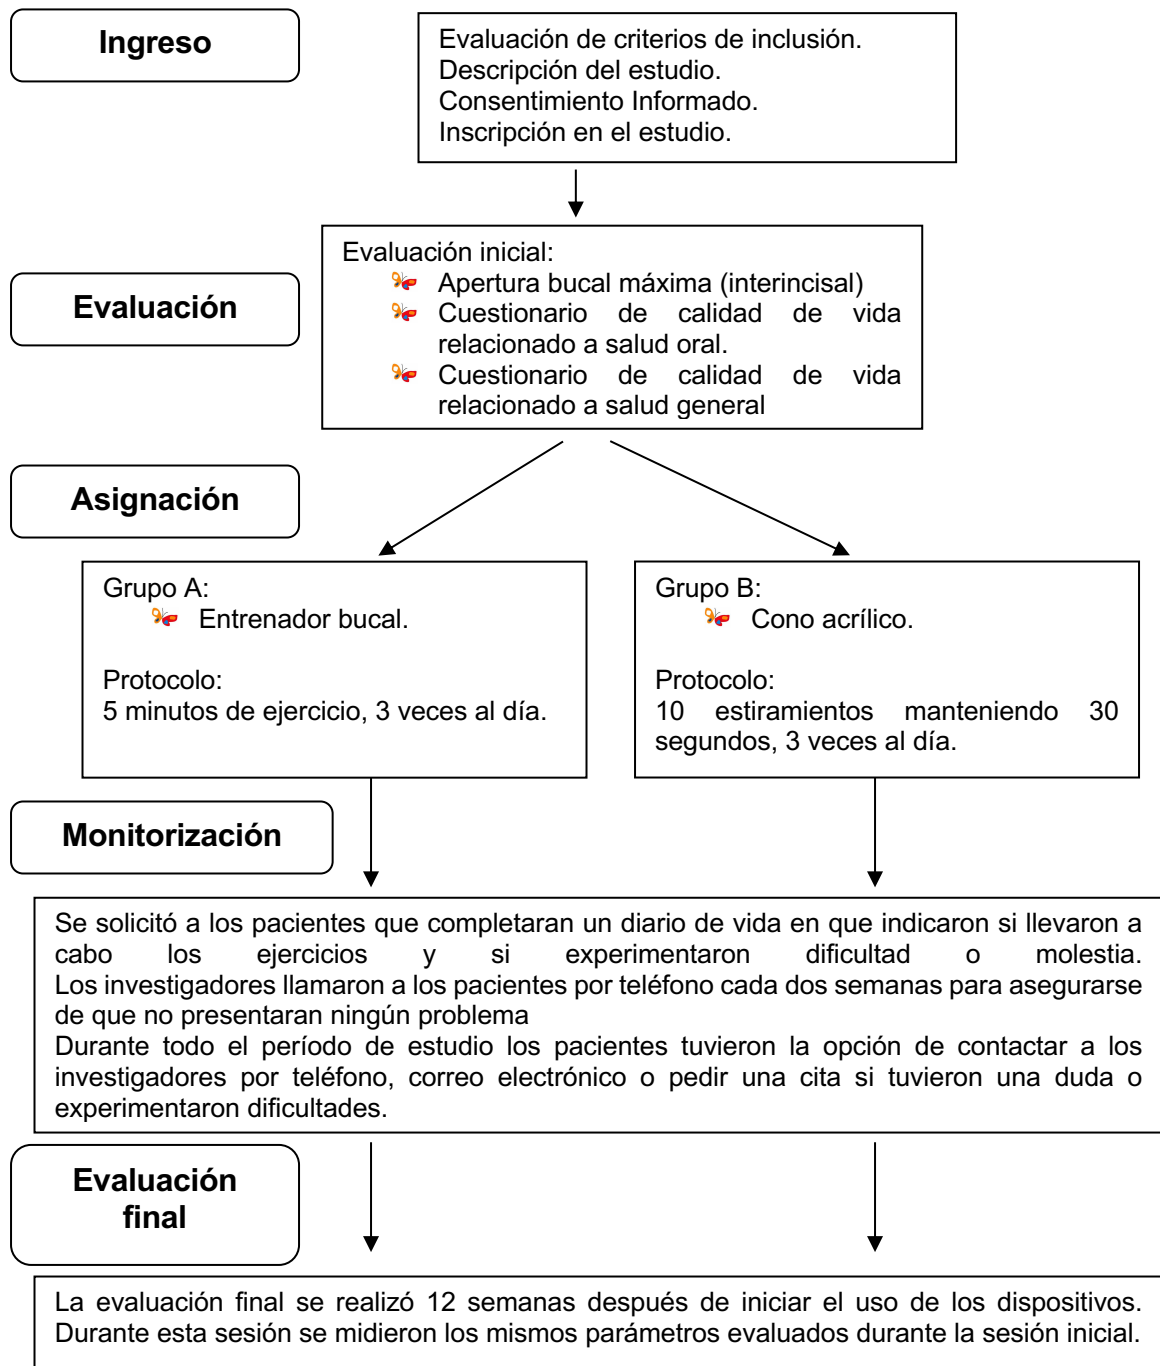 Ingreso
Evaluación de criterios de inclusión.
Descripción del estudio.
Consentimiento Informado.
Inscripción en el estudio.
Evaluación
Evaluación inicial:
Apertura bucal máxima (interincisal)
Cuestionario de calidad de vida
relacionado a salud oral.
Cuestionario de calidad de vida
relacionado a salud general
Asignación
Grupo A:
Entrenador bucal.
Protocolo:
5 minutos de ejercicio, 3 veces al día.
Grupo B:
Cono acrílico.
Protocolo:
10 estiramientos manteniendo 30
segundos, 3 veces al día.
Monitorización
Se solicitó a los pacientes que completaran un diario de vida en que indicaron si llevaron a
cabo los ejercicios y si experimentaron dificultad o molestia.
Los investigadores llamaron a los pacientes por teléfono cada dos semanas para asegurarse
de que no presentaran ningún problema
Durante todo el período de estudio los pacientes tuvieron la opción de contactar a los
investigadores por teléfono, correo electrónico o pedir una cita si tuvieron una duda o
experimentaron dificultades.
Evaluación
final
La evaluación final se realizó 12 semanas después de iniciar el uso de los dispositivos.
Durante esta sesión se midieron los mismos parámetros evaluados durante la sesión inicial.